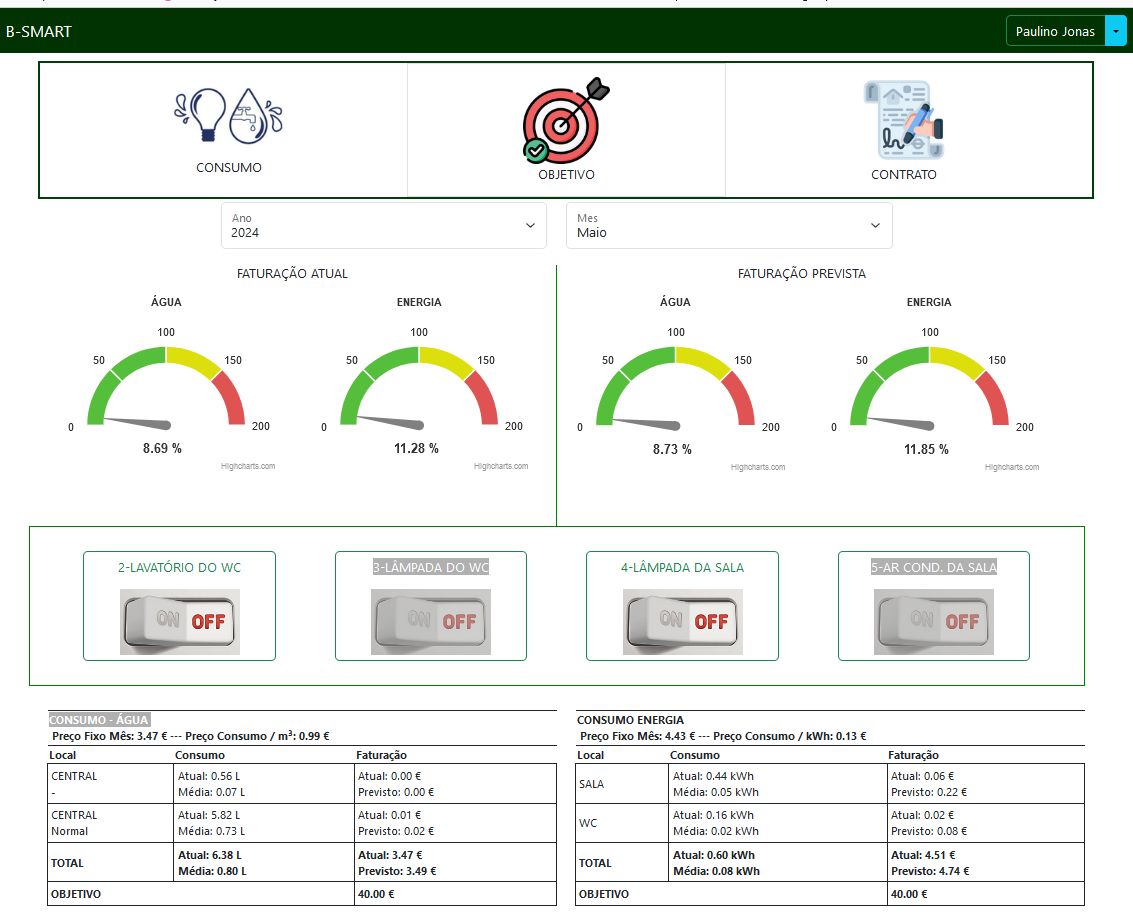 B-SMART
Paulino Jonas
CONSUMO
OBJETIVO
CONTRATO
Ano
2024
Mes
Maio
FATURAÇÃO ATUAL
ÁGUA
0
50
100
150
200
8.69 %
Highcharts.com
ENERGIA
0
50
100
150
200
11.28 %
Highcharts.com
FATURAÇÃO PREVISTA
ÁGUA
0
50
100
150
200
8.73 %
Highcharts.com
ENERGIA
0
50
100
150
200
11.85 %
Highcharts.com
2-LAVATÓRIO DO WC
ON OFF
3-LÂMPADA DO WC
ON OFF
4-LÂMPADA DA SALA
ON OFF
5-AR COND. DA SALA
ON OFF
CONSUMO - ÁGUA
Preço Fixo Mês: 3.47 € --- Preço Consumo / m³: 0.99 €
Local Consumo Faturação
CENTRAL Atual: 0.56 L Atual: 0.00 €
- Média: 0.07 L Previsto: 0.00 €
CENTRAL Atual: 5.82 L Atual: 0.01 €
Normal Média: 0.73 L Previsto: 0.02 €
TOTAL
Atual: 6.38 L Atual: 3.47 €
Média: 0.80 L Previsto: 3.49 €
OBJETIVO 40.00 €
CONSUMO ENERGIA
Preço Fixo Mês: 4.43 € --- Preço Consumo / kWh: 0.13 €
Local Consumo Faturação
SALA
Atual: 0.44 kWh Atual: 0.06 €
Média: 0.05 kWh Previsto: 0.22 €
WC
Atual: 0.16 kWh Atual: 0.02 €
Média: 0.02 kWh Previsto: 0.08 €
TOTAL
Atual: 0.60 kWh Atual: 4.51 €
Média: 0.08 kWh Previsto: 4.74 €
OBJETIVO 40.00 €